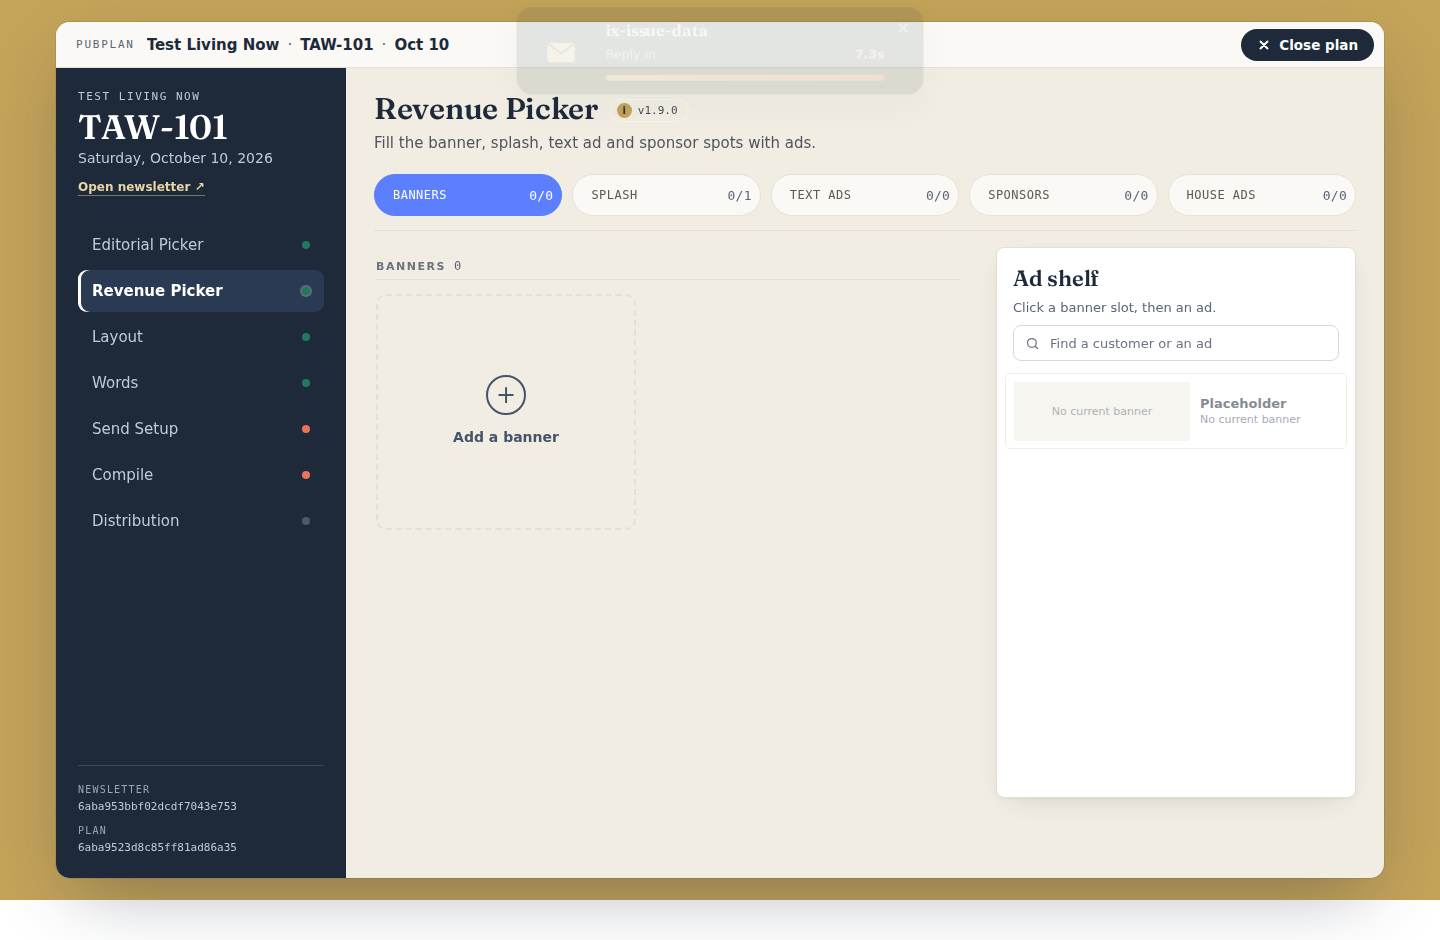 PUBPLAN Test Living Now · TAW-101 · Oct 10
ix-issue-data
Reply in 7.3s
Close plan
TEST LIVING NOW
TAW-101
Saturday, October 10, 2026
Open newsletter ↗
Editorial Picker
Revenue Picker
Layout
Words
Send Setup
Compile
Distribution
NEWSLETTER
6aba953bbf02dcdf7043e753
PLAN
6aba9523d8c85ff81ad86a35
Revenue Picker i v1.9.0
Fill the banner, splash, text ad and sponsor spots with ads.
BANNERS 0/0
SPLASH 0/1
TEXT ADS 0/0
SPONSORS 0/0
HOUSE ADS 0/0
BANNERS 0
Add a banner
Ad shelf
Click a banner slot, then an ad.
Find a customer or an ad
No current banner
Placeholder
No current banner